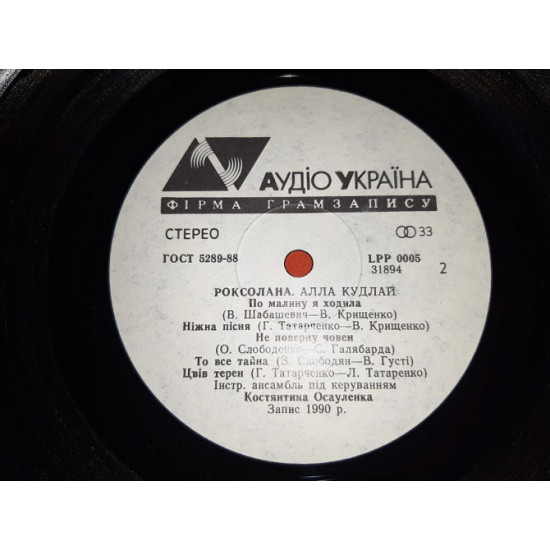 АУДІО УКРАЇНА
ФІРМА ГРАМЗАПИСУ
СТЕРЕО 33
ГОСТ 5289-88 LPP 0005
31894 2
РОКСОЛАНА. АЛЛА КУДЛАЙ
По малину я ходила
(В. Шабашевич—В. Крищенко)
Ніжна пісня (Г. Татарченко—В. Крищенко)
Не поверну човен
(О. Слободенко—С. Галябарда)
То все тайна (З. Слободян—В. Густі)
Цвів терен (Г. Татарченко—Л. Татаренко)
Інстр. ансамбль під керуванням
Костянтина Осауленка
Запис 1990 р.